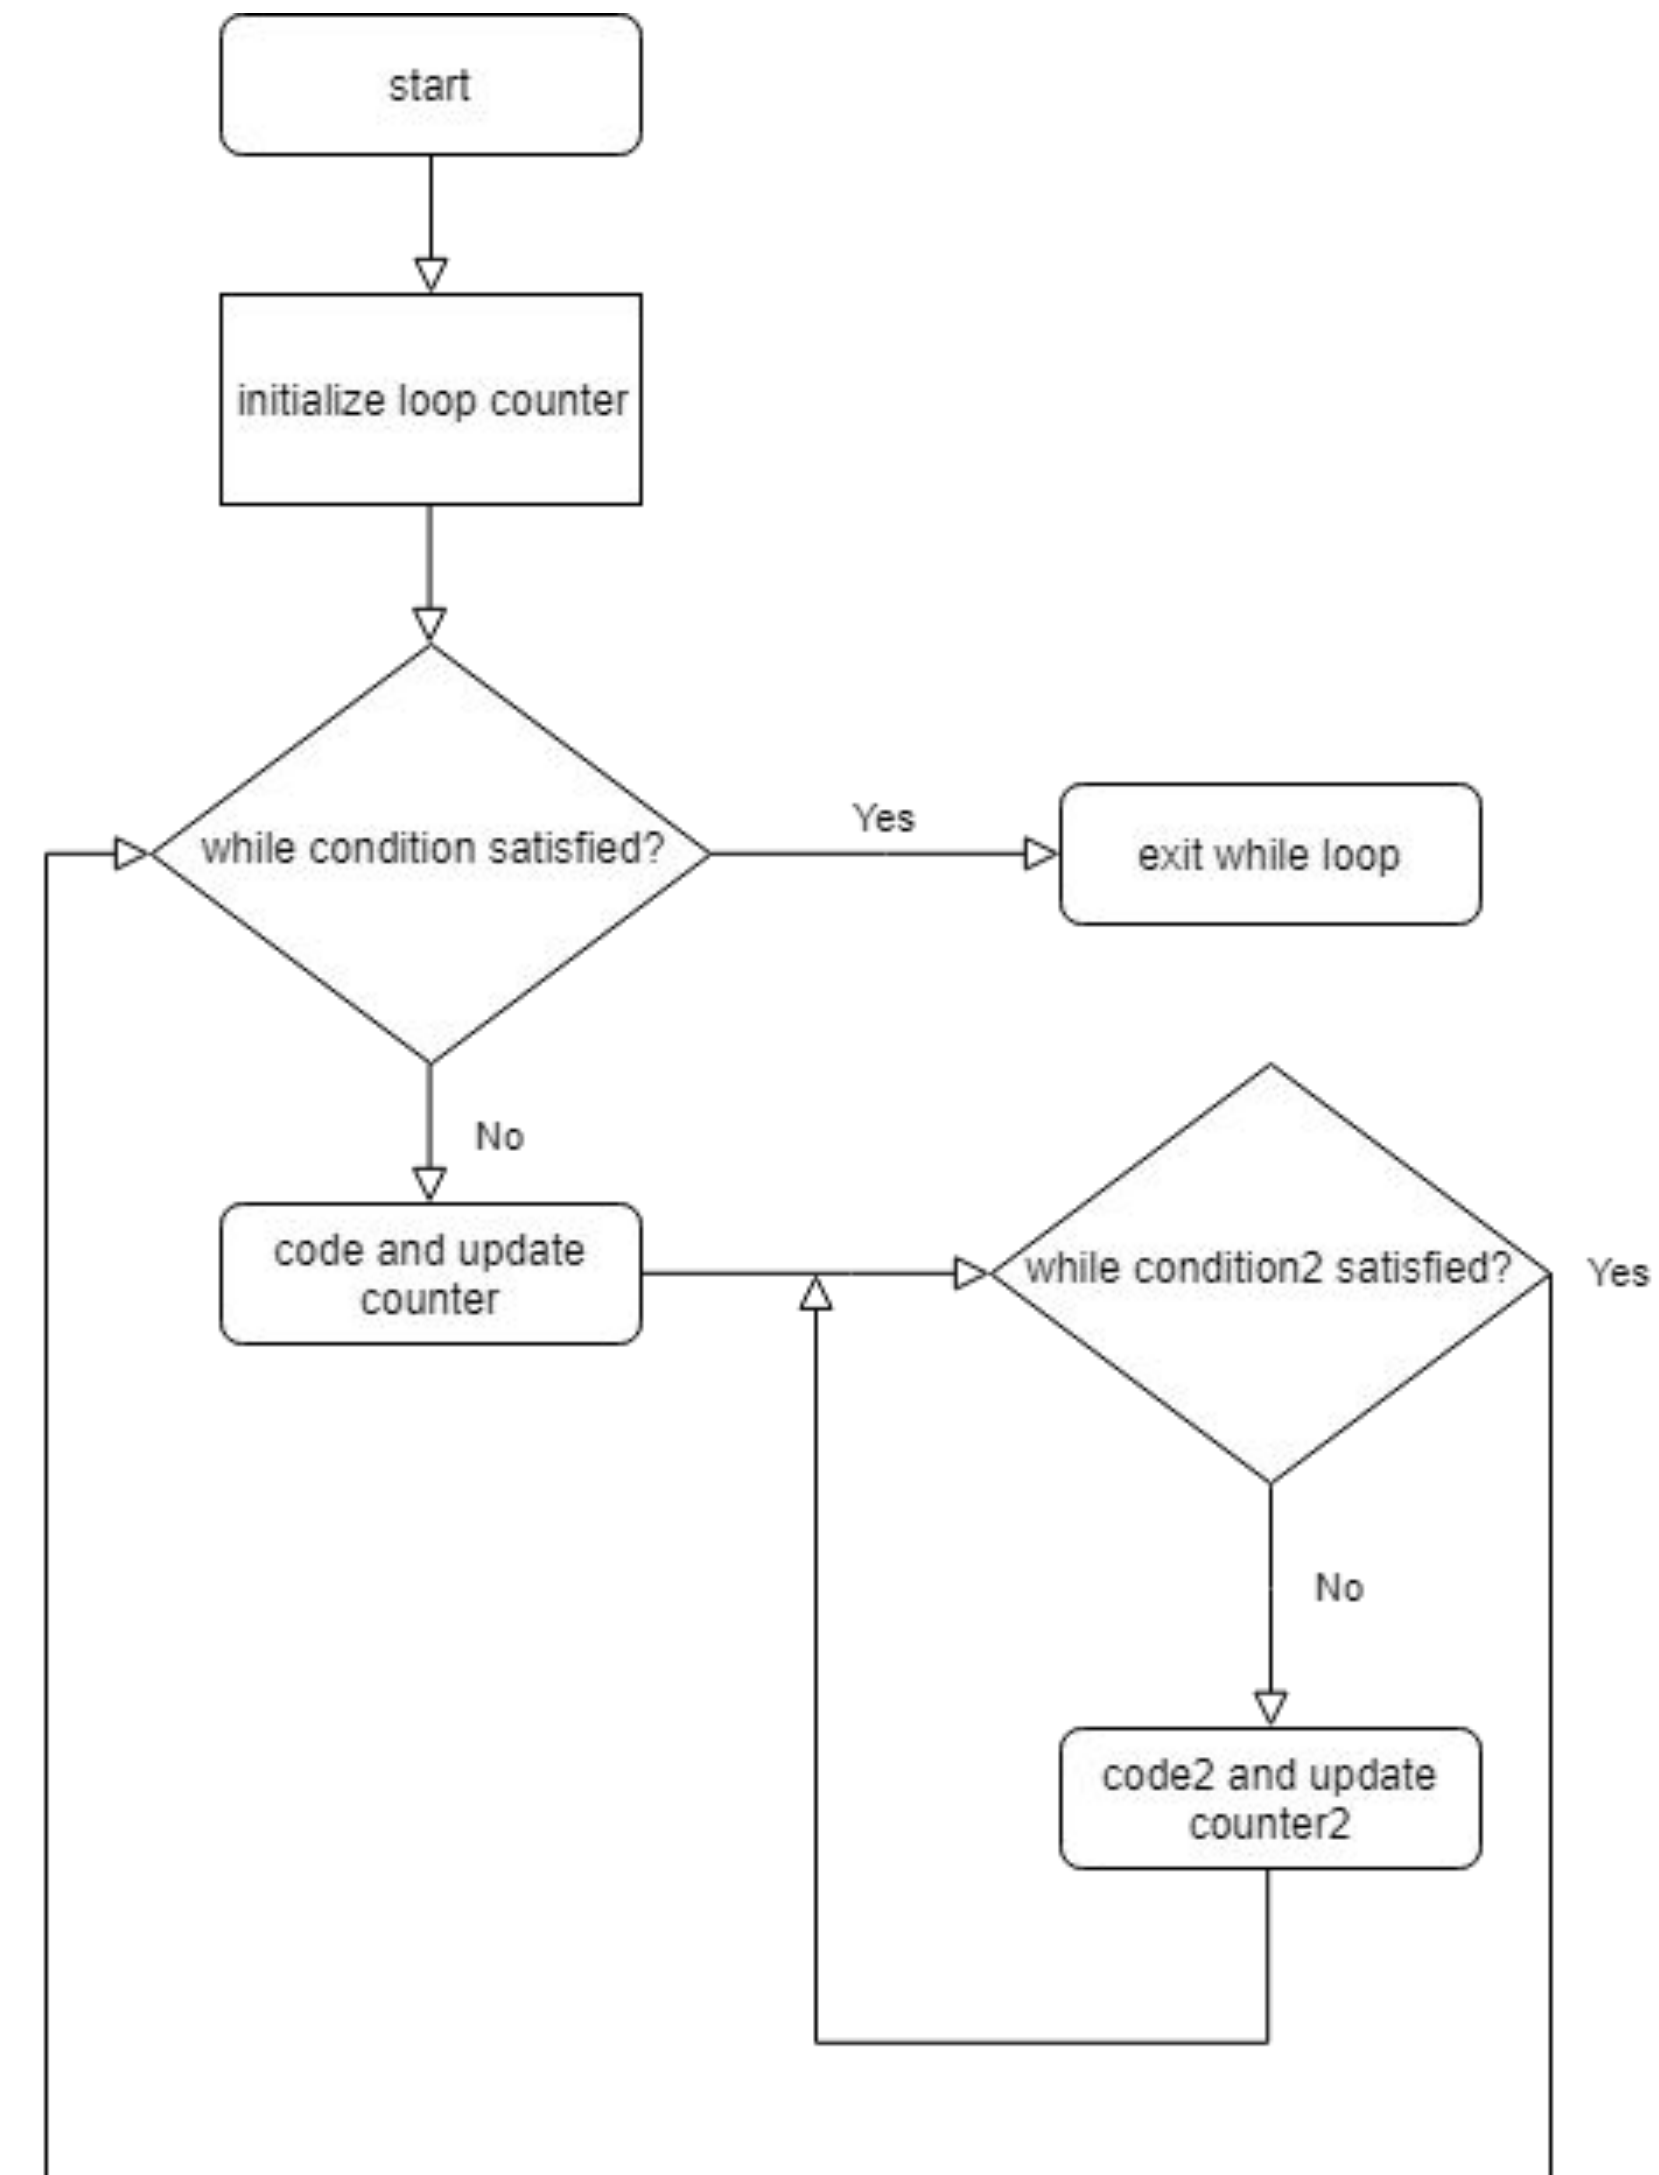 start
initialize loop counter
while condition satisfied?
Yes
exit while loop
No
code and update
counter
while condition2 satisfied?
Yes
No
code2 and update
counter2